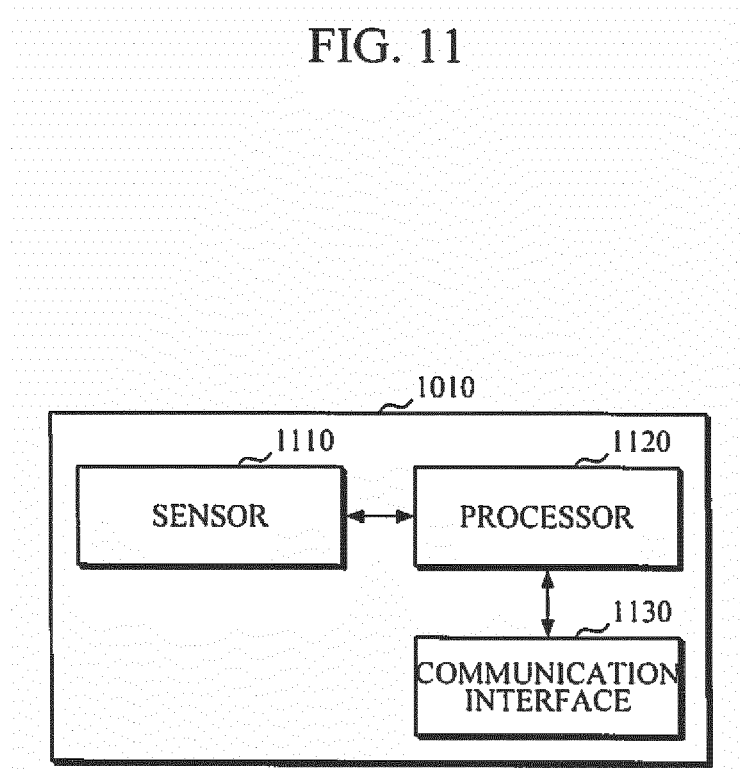 FIG. 11
1010
1110
1120
SENSOR
PROCESSOR
1130
COMMUNICATION
INTERFACE